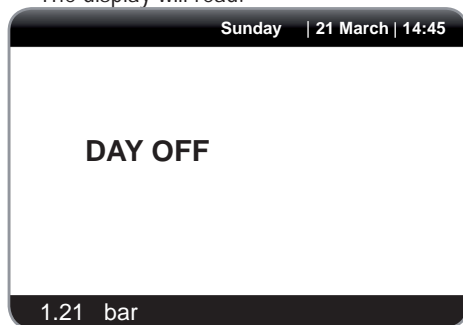 The display will read:
Sunday | 21 March | 14:45
DAY OFF
1.21 bar